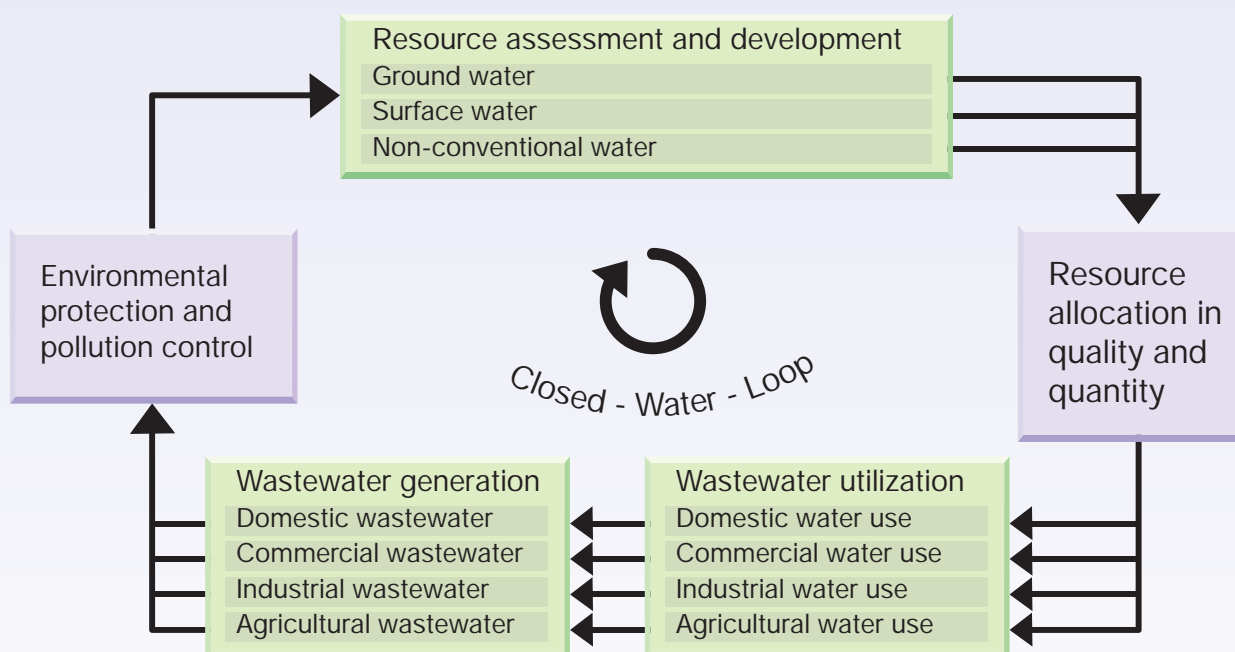 Resource assessment and development
Ground water
Surface water
Non-conventional water
Environmental
protection and
pollution control
Closed - Water - Loop
Resource
allocation in
quality and
quantity
Wastewater generation
Domestic wastewater
Commercial wastewater
Industrial wastewater
Agricultural wastewater
Wastewater utilization
Domestic water use
Commercial water use
Industrial water use
Agricultural water use